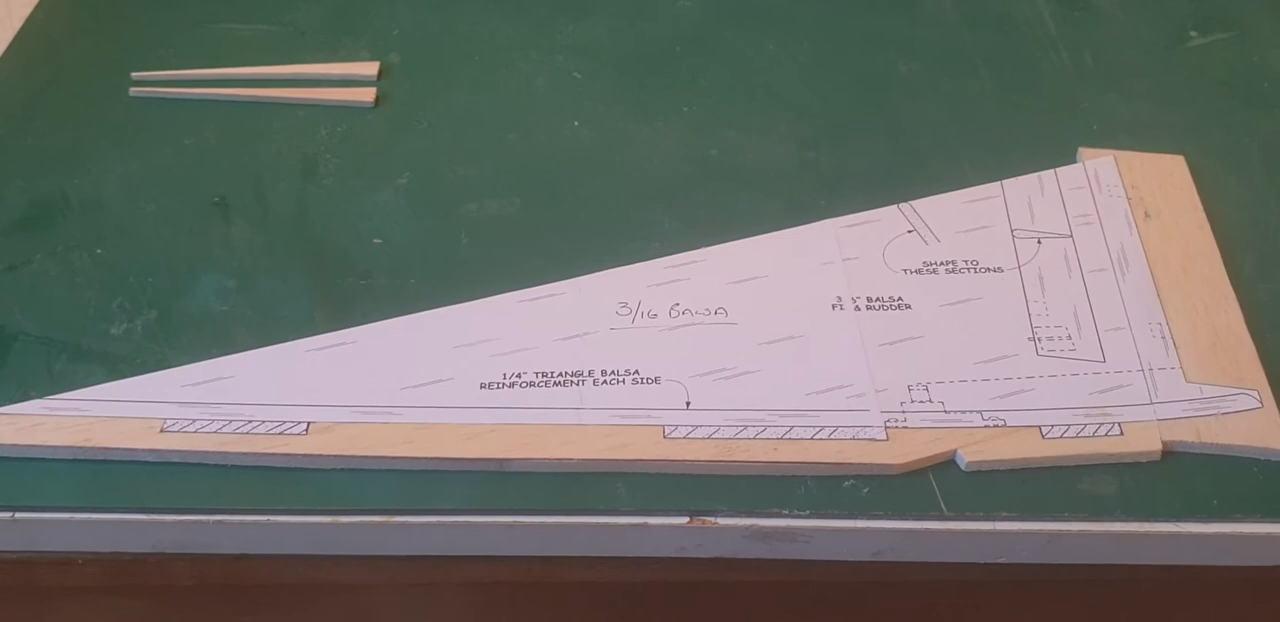 SHAPE TO
THESE SECTIONS
BALSA
& RUDDER
3/16 BALSA
1/4" TRIANGLE BALSA
REINFORCEMENT EACH SIDE